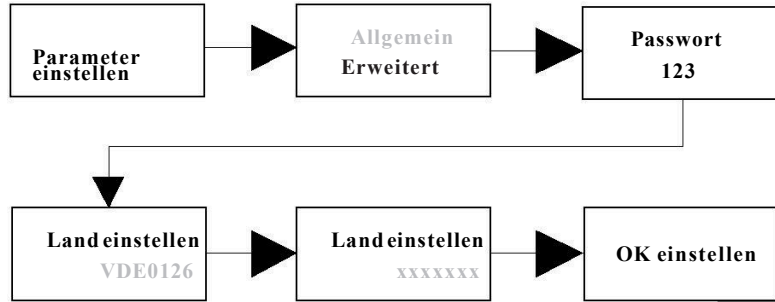 Parameter
einstellen
Allgemein
Erweitert
Passwort
123
Land einstellen
VDE0126
Land einstellen
xxxxxxx
OK einstellen